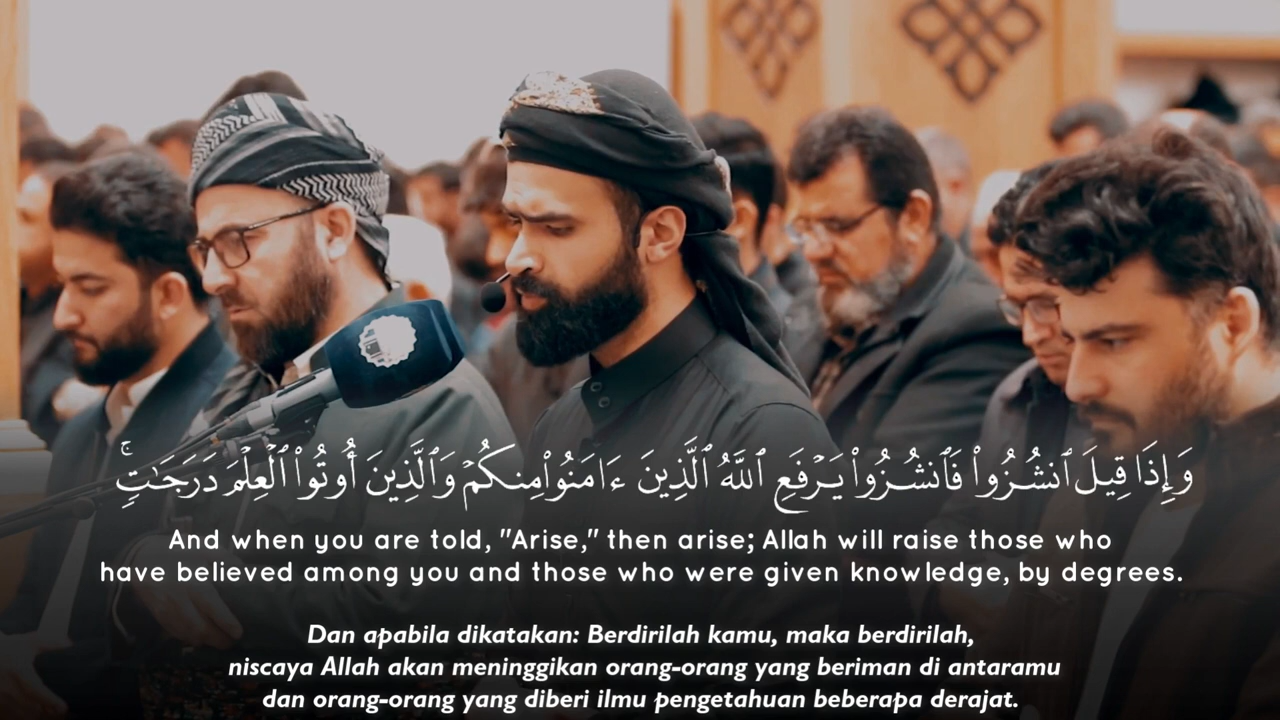 وَإِذَا قِيلَ ٱنشُزُوا۟ فَٱنشُزُوا۟ يَرْفَعِ ٱللَّهُ ٱلَّذِينَ ءَامَنُوا۟ مِنكُمْ وَٱلَّذِينَ أُوتُوا۟ ٱلْعِلْمَ دَرَجَـٰتٍۢ ۚ
And when you are told, "Arise," then arise; Allah will raise those who
have believed among you and those who were given knowledge, by degrees.
Dan apabila dikatakan: Berdirilah kamu, maka berdirilah,
niscaya Allah akan meninggikan orang-orang yang beriman di antaramu
dan orang-orang yang diberi ilmu pengetahuan beberapa derajat.